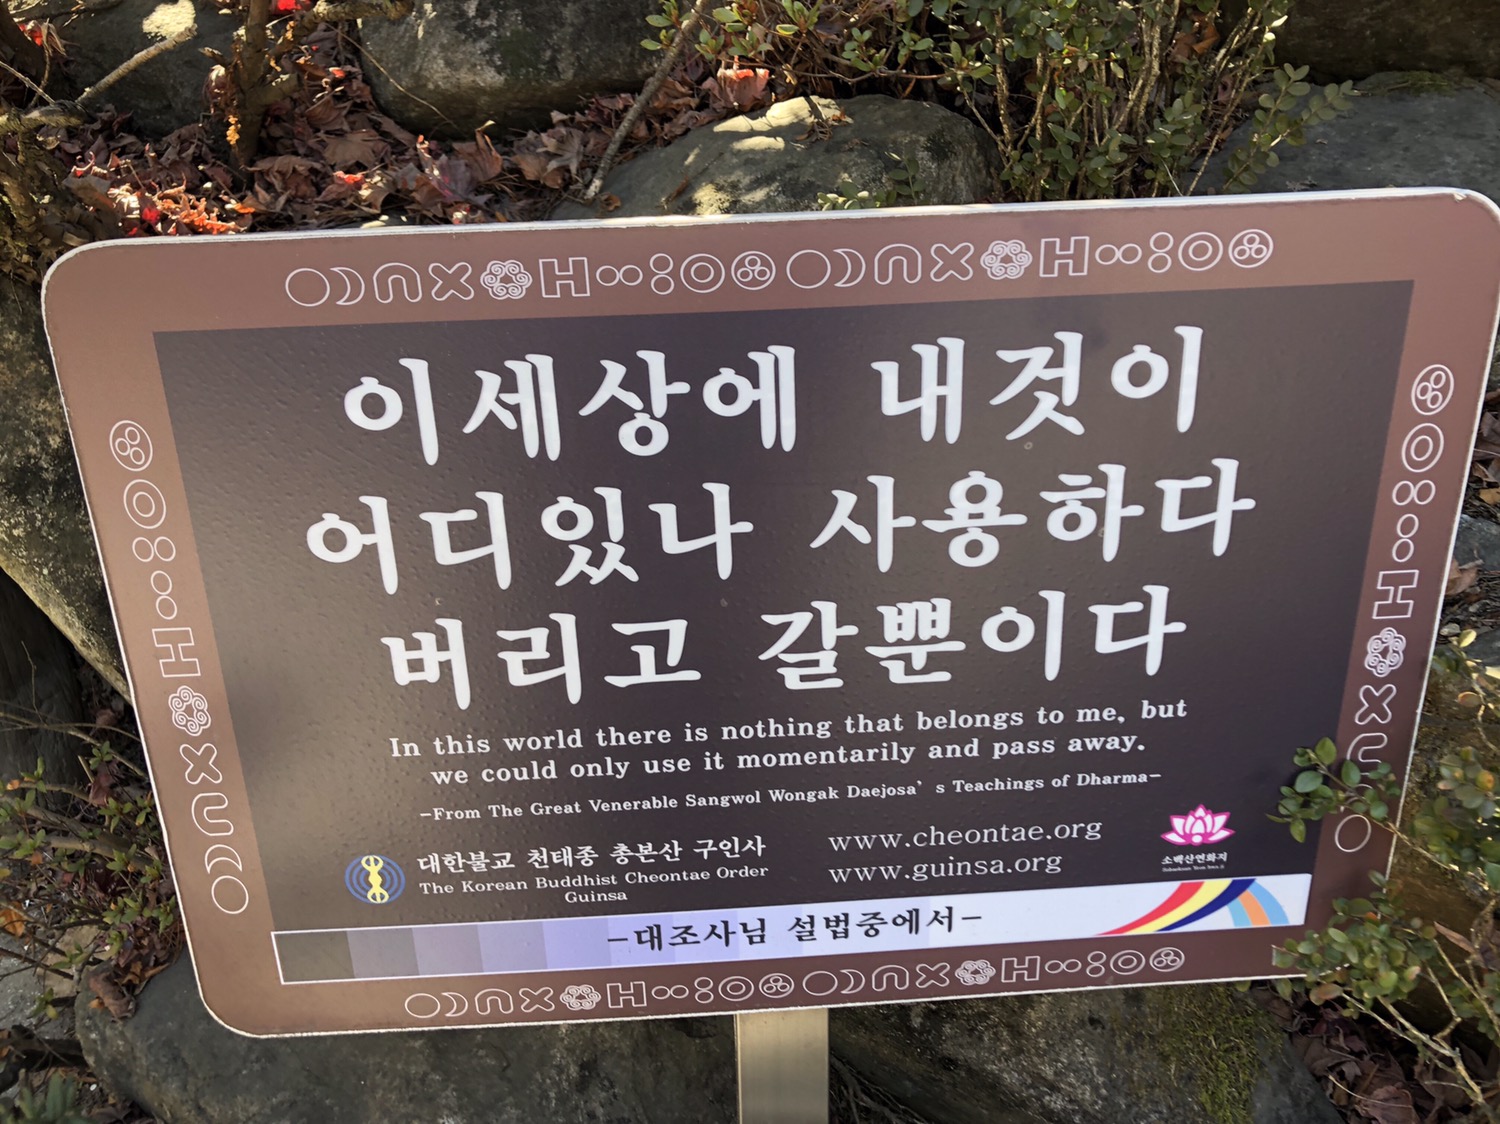 이세상에 내것이
어디있나 사용하다
버리고 갈뿐이다
In this world there is nothing that belongs to me, but
we could only use it momentarily and pass away.
-From The Great Venerable Sangwol Wongak Daejosa's Teachings of Dharma-
대한불교 천태종 총본산 구인사
The Korean Buddhist Cheontae Order
Guinsa
www.cheontae.org
www.guinsa.org
소백산연화지
-대조사님 설법중에서-